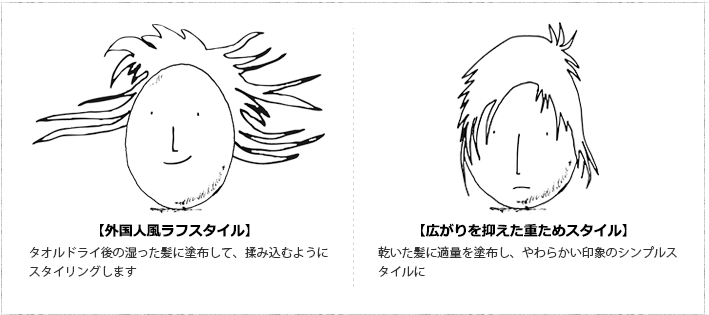 【外国人風ラフスタイル】
タオルドライ後の湿った髪に塗布して、揉み込むように
スタイリングします
【広がりを抑えた重ためスタイル】
乾いた髪に適量を塗布し、やわらかい印象のシンプルス
タイルに